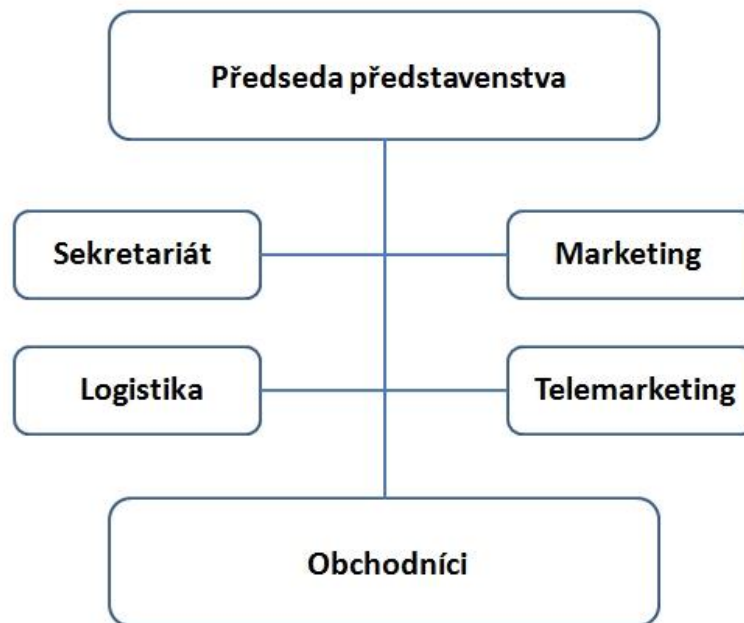 Předseda představenstva
Sekretariát
Marketing
Logistika
Telemarketing
Obchodníci